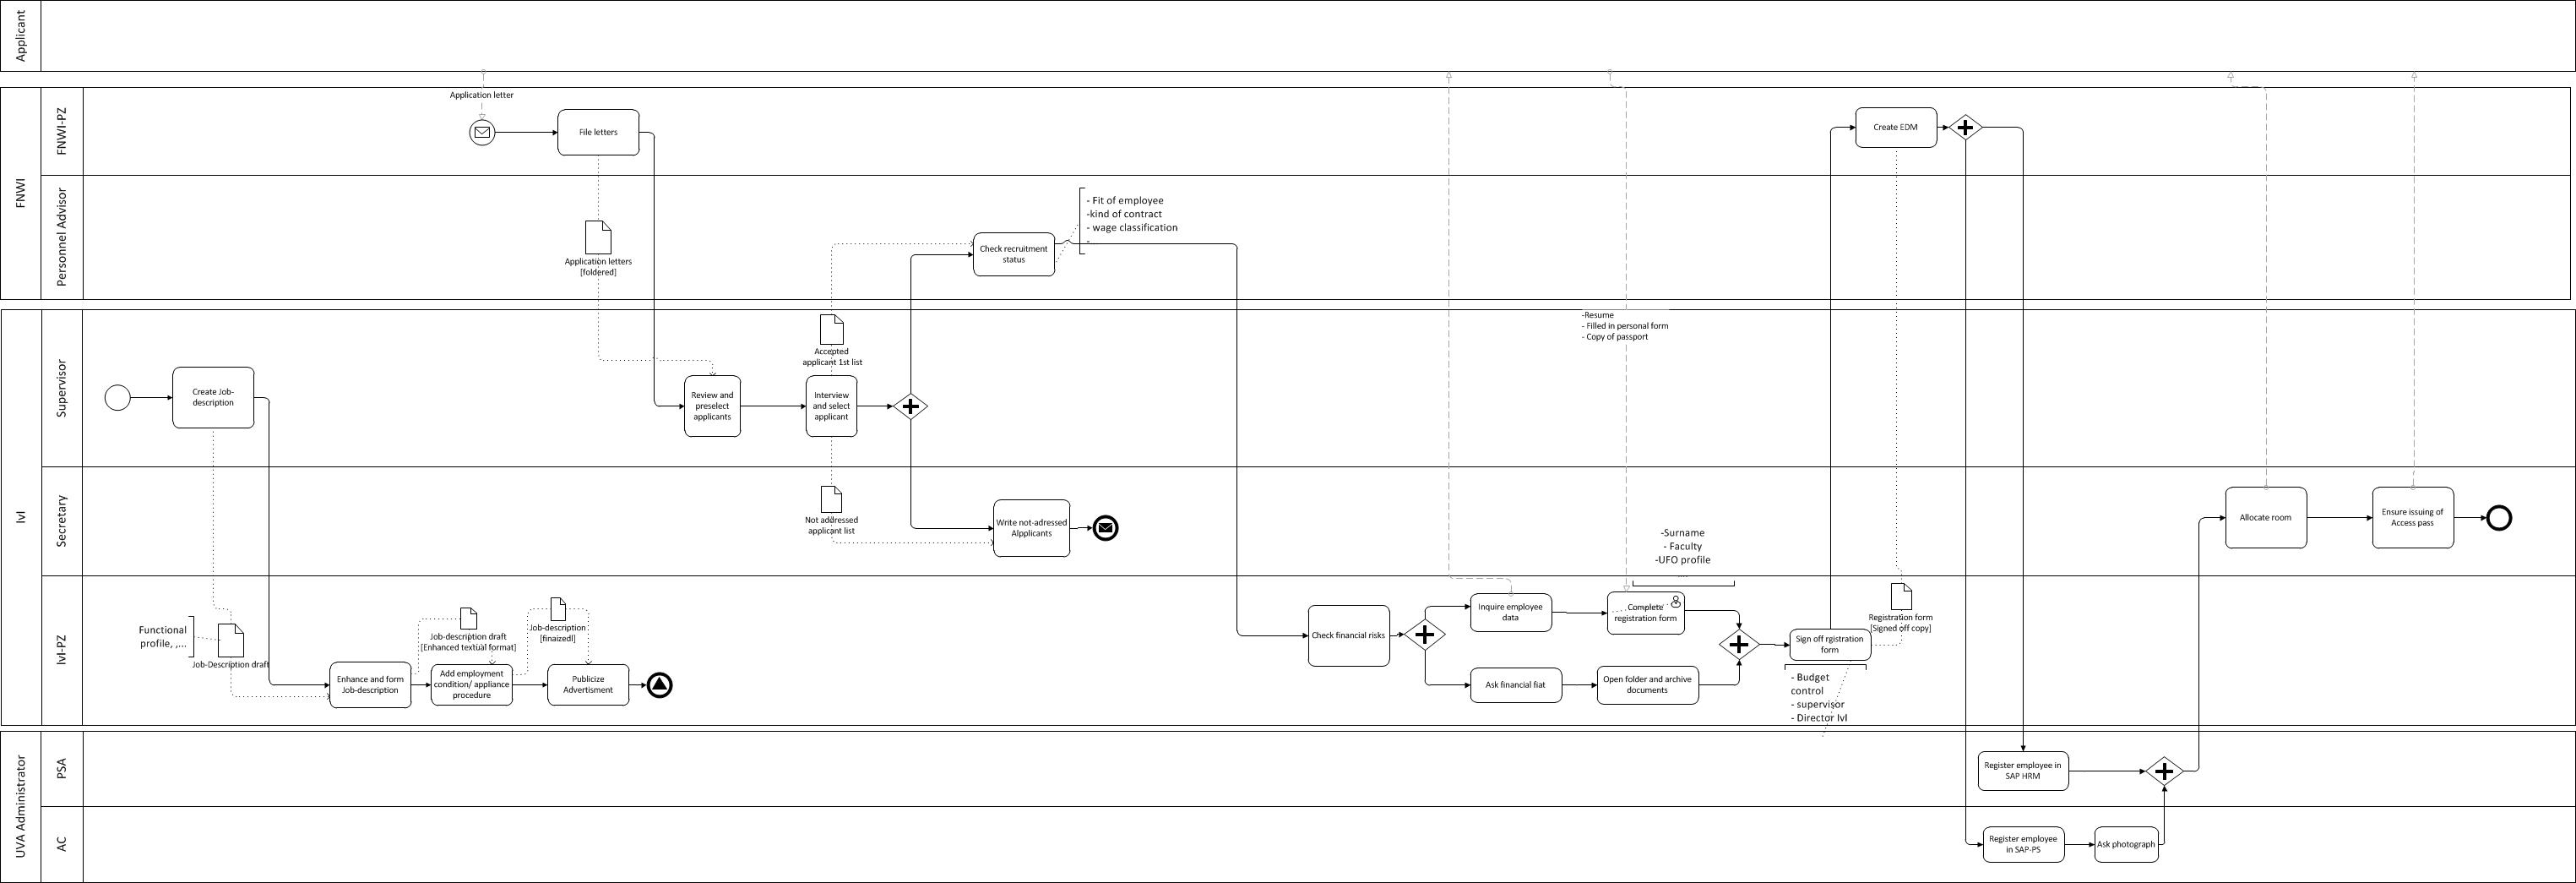 Applicant
FNWI
FNWI-PZ
Application letter
File letters
Create EDM
Personnel Advisor
Application letters
[foldered]
Check recruitment
status
- Fit of employee
-kind of contract
- wage classification
-
IvI
Supervisor
Create Job-
description
Accepted
applicant 1st list
Review and
preselect
applicants
Interview
and select
applicant
-Resume
- Filled in personal form
- Copy of passport
Secretary
Not adressed
applicant list
Write not-adressed
Alpplicants
-Surname
- Faculty
-UFO profile
....
Allocate room
Ensure issuing of
Access pass
IvI-PZ
Functional
profile, ,...
Job-Description draft
Enhance and form
Job-description
Job-description draft
[Enhanced textual format]
Add employment
condition/ appliance
procedure
Job-description
[finaizedl]
Publicize
Advertisment
Check financial risks
Inquire employee
data
Complete
registration form
Ask financial fiat
Open folder and archive
documents
Sign off rgistration
form
Registration form
[Signed off copy]
- Budget
control
- supervisor
- Director IvI
UVA Administrator
PSA
Register employee in
SAP HRM
AC
Register employee
in SAP-PS
Ask photograph